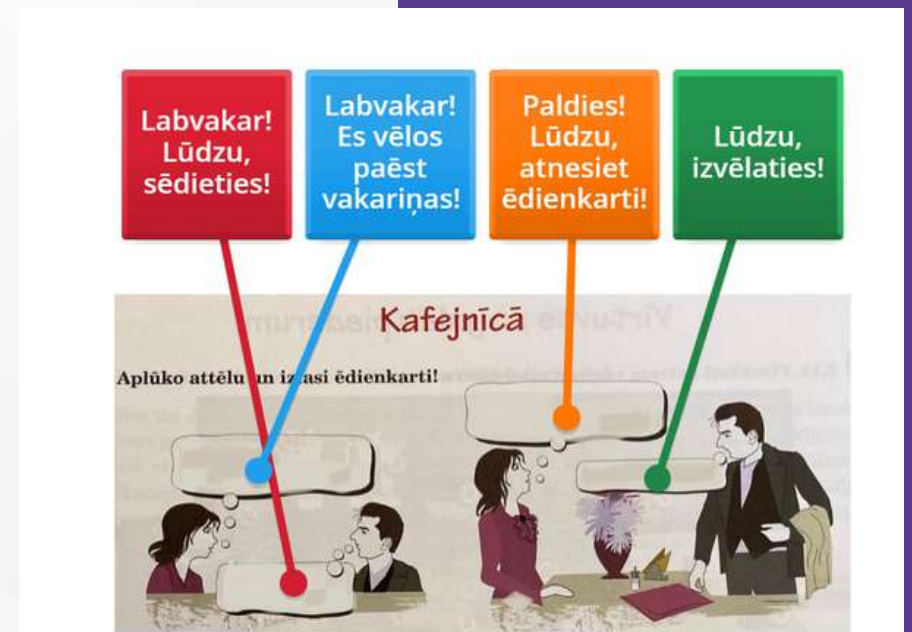 Labvakar!
Lūdzu,
sēdieties!
Labvakar!
Es vēlos
paēst
vakariņas!
Paldies!
Lūdzu,
atnesiet
ēdienkarti!
Lūdzu,
izvēlaties!
Kafejnīcā
Aplūko attēlu un izlasi ēdienkarti!